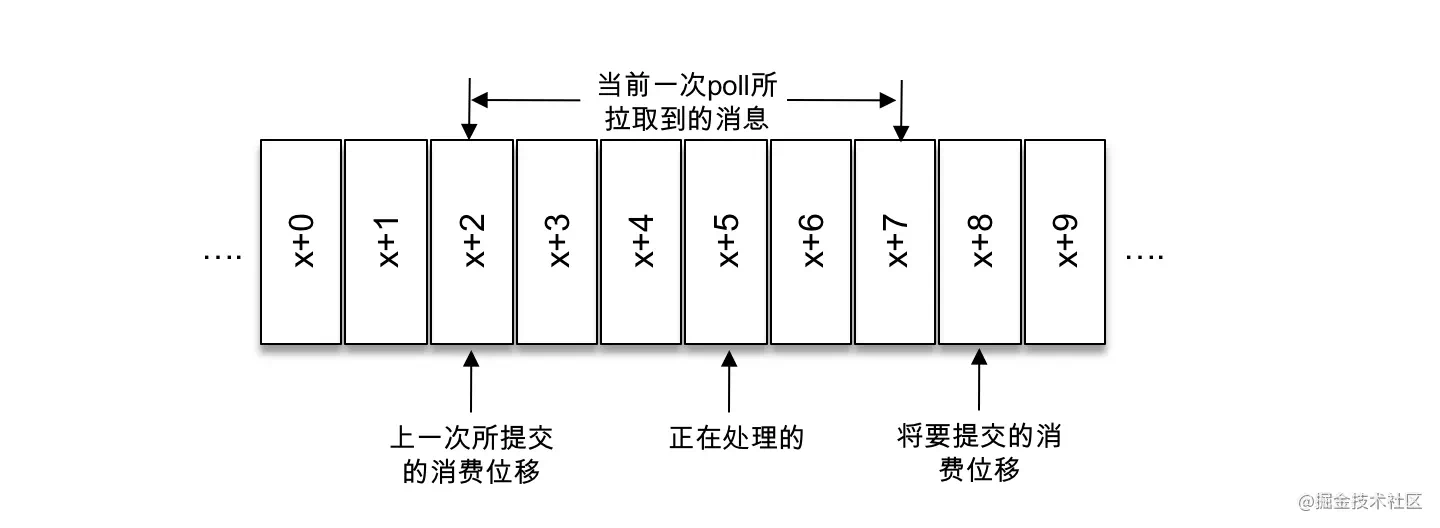 当前一次poll所
拉取到的消息
x+0
x+1
x+2
x+3
x+4
x+5
x+6
x+7
x+8
x+9
....
....
上一次所提交
的消费位移
正在处理的
将要提交的消
费位移
@掘金技术社区